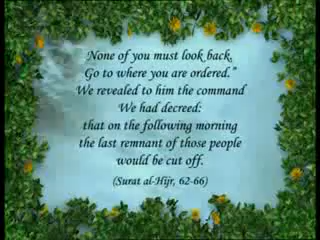 None of you must look back.
Go to where you are ordered."
We revealed to him the command
We had decreed:
that on the following morning
the last remnant of those people
would be cut off.
(Surat al-Hijr, 62-66)